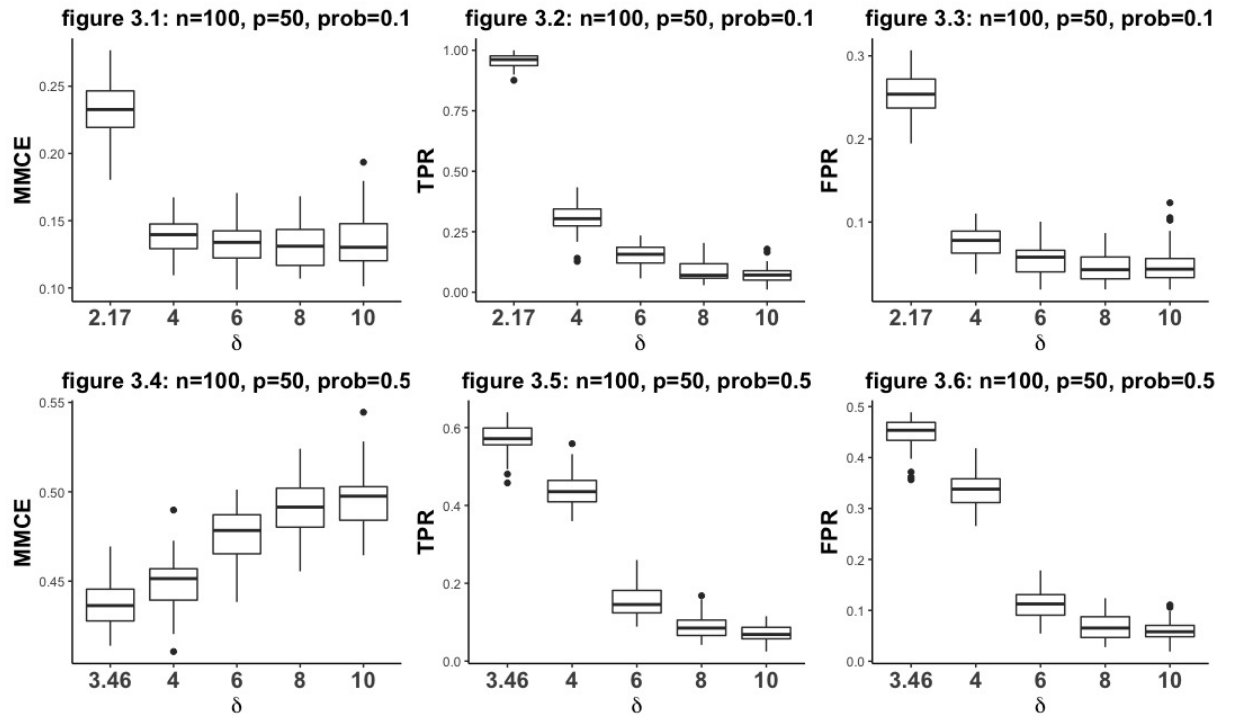 figure 3.1: n=100, p=50, prob=0.1
MMCE
0.25
0.20
0.15
0.10
2.17 4 6 8 10
δ
figure 3.2: n=100, p=50, prob=0.1
TPR
1.00
0.75
0.50
0.25
0.00
2.17 4 6 8 10
δ
figure 3.3: n=100, p=50, prob=0.1
FPR
0.3
0.2
0.1
2.17 4 6 8 10
δ
figure 3.4: n=100, p=50, prob=0.5
MMCE
0.55
0.50
0.45
3.46 4 6 8 10
δ
figure 3.5: n=100, p=50, prob=0.5
TPR
0.6
0.4
0.2
0.0
3.46 4 6 8 10
δ
figure 3.6: n=100, p=50, prob=0.5
FPR
0.5
0.4
0.3
0.2
0.1
0.0
3.46 4 6 8 10
δ